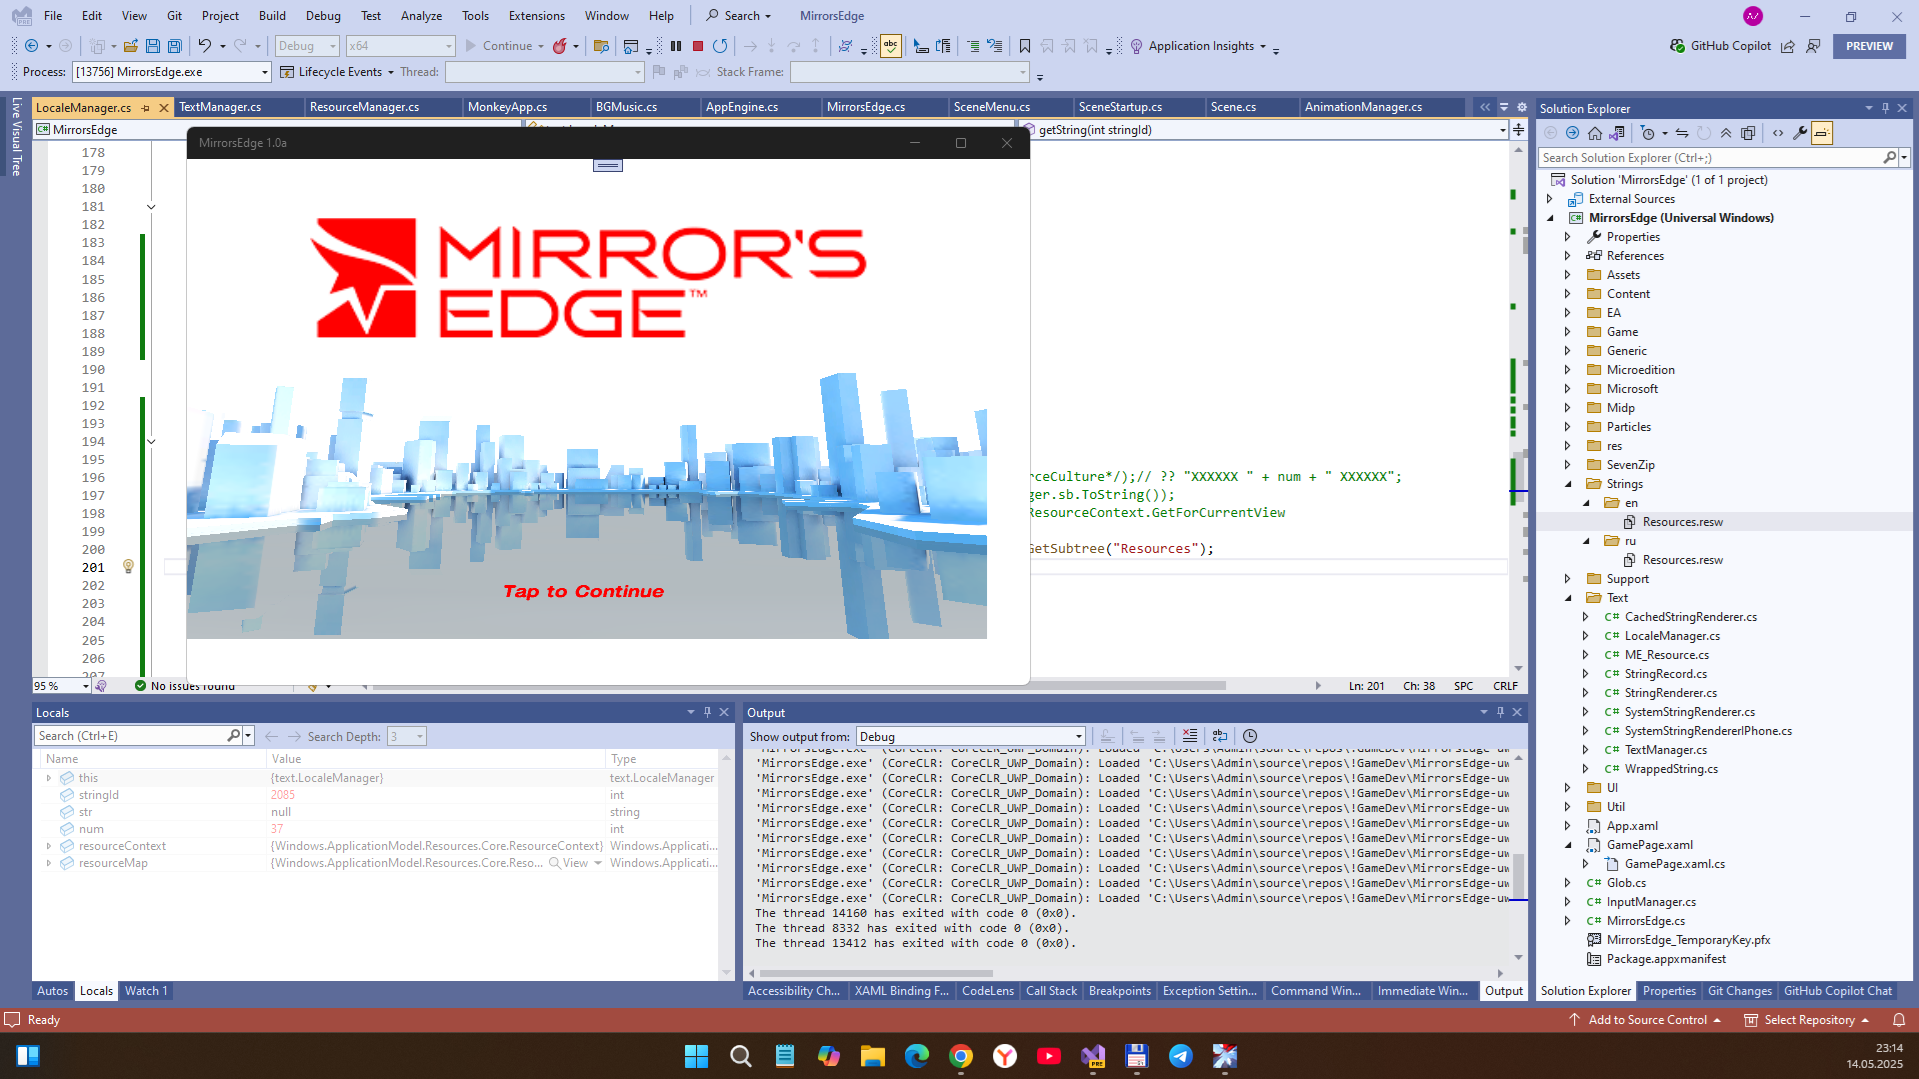 File Edit View Git Project Build Debug Test Analyze Tools Extensions Window Help Search MirrorsEdge
Debug x64 Continue Application Insights GitHub Copilot PREVIEW
Process: [13756] MirrorsEdge.exe Lifecycle Events Thread: Stack Frame:
Live Visual Tree
LocaleManager.cs TextManager.cs ResourceManager.cs MonkeyApp.cs BGMusic.cs AppEngine.cs MirrorsEdge.cs SceneMenu.cs SceneStartup.cs Scene.cs AnimationManager.cs
MirrorsEdge getString(int stringId)
MirrorsEdge 1.0a
178
179
180
181
182
183
184
185
186
187
188
189
190
191
192
193
194
195
196
197
198
199
200
201
202
203
204
205
206
207
MIRROR'S
EDGE™
Tap to Continue
rceCulture*/);// ?? "XXXXXX " + num + " XXXXXX";
ger.sb.ToString());
ResourceContext.GetForCurrentView
GetSubtree("Resources");
95 % No issues found Ln: 201 Ch: 38 SPC CRLF
Locals
Search (Ctrl+E) Search Depth: 3
Name Value Type
this {text.LocaleManager} text.LocaleManager
stringId 2085 int
str null string
num 37 int
resourceContext {Windows.ApplicationModel.Resources.Core.ResourceContext} Windows.Applicati...
resourceMap {Windows.ApplicationModel.Resources.Core.Reso... View Windows.Applicati...
Autos Locals Watch 1
Output
Show output from: Debug
'MirrorsEdge.exe' (CoreCLR: CoreCLR_UWP_Domain): Loaded 'C:\Users\Admin\source\repos\!GameDev\MirrorsEdge-uw
'MirrorsEdge.exe' (CoreCLR: CoreCLR_UWP_Domain): Loaded 'C:\Users\Admin\source\repos\!GameDev\MirrorsEdge-uw
'MirrorsEdge.exe' (CoreCLR: CoreCLR_UWP_Domain): Loaded 'C:\Users\Admin\source\repos\!GameDev\MirrorsEdge-uw
'MirrorsEdge.exe' (CoreCLR: CoreCLR_UWP_Domain): Loaded 'C:\Users\Admin\source\repos\!GameDev\MirrorsEdge-uw
'MirrorsEdge.exe' (CoreCLR: CoreCLR_UWP_Domain): Loaded 'C:\Users\Admin\source\repos\!GameDev\MirrorsEdge-uw
'MirrorsEdge.exe' (CoreCLR: CoreCLR_UWP_Domain): Loaded 'C:\Users\Admin\source\repos\!GameDev\MirrorsEdge-uw
'MirrorsEdge.exe' (CoreCLR: CoreCLR_UWP_Domain): Loaded 'C:\Users\Admin\source\repos\!GameDev\MirrorsEdge-uw
'MirrorsEdge.exe' (CoreCLR: CoreCLR_UWP_Domain): Loaded 'C:\Users\Admin\source\repos\!GameDev\MirrorsEdge-uw
'MirrorsEdge.exe' (CoreCLR: CoreCLR_UWP_Domain): Loaded 'C:\Users\Admin\source\repos\!GameDev\MirrorsEdge-uw
'MirrorsEdge.exe' (CoreCLR: CoreCLR_UWP_Domain): Loaded 'C:\Users\Admin\source\repos\!GameDev\MirrorsEdge-uw
'MirrorsEdge.exe' (CoreCLR: CoreCLR_UWP_Domain): Loaded 'C:\Users\Admin\source\repos\!GameDev\MirrorsEdge-uw
The thread 14160 has exited with code 0 (0x0).
The thread 8332 has exited with code 0 (0x0).
The thread 13412 has exited with code 0 (0x0).
Accessibility Ch... XAML Binding F... CodeLens Call Stack Breakpoints Exception Settin... Command Win... Immediate Win... Output
Solution Explorer
Search Solution Explorer (Ctrl+;)
Solution 'MirrorsEdge' (1 of 1 project)
External Sources
MirrorsEdge (Universal Windows)
Properties
References
Assets
Content
EA
Game
Generic
Microedition
Microsoft
Midp
Particles
res
SevenZip
Strings
en
Resources.resw
ru
Resources.resw
Support
Text
CachedStringRenderer.cs
LocaleManager.cs
ME_Resource.cs
StringRecord.cs
StringRenderer.cs
SystemStringRenderer.cs
SystemStringRendererIPhone.cs
TextManager.cs
WrappedString.cs
UI
Util
App.xaml
GamePage.xaml
GamePage.xaml.cs
Glob.cs
InputManager.cs
MirrorsEdge.cs
MirrorsEdge_TemporaryKey.pfx
Package.appxmanifest
Solution Explorer Properties Git Changes GitHub Copilot Chat
Ready Add to Source Control Select Repository
23:14
14.05.2025